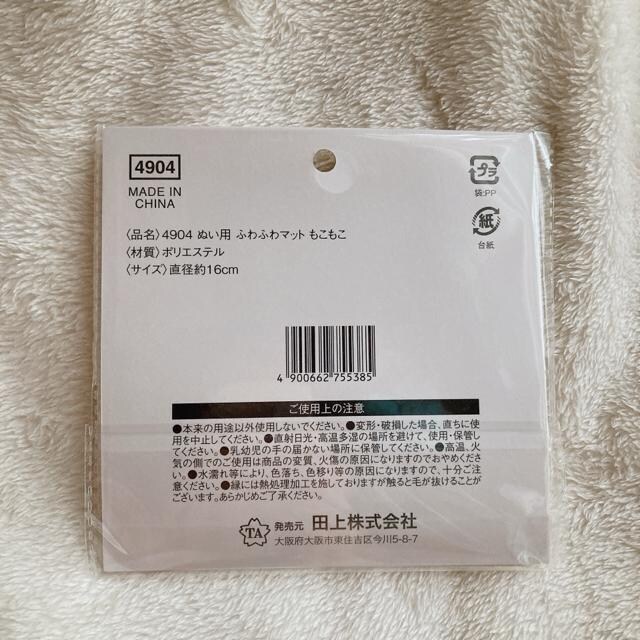 4904
MADE IN
CHINA
プラ
袋:PP
紙
台紙
〈品名〉4904 ぬい用 ふわふわマット もこもこ
〈材質〉ポリエステル
〈サイズ〉直径約16cm
4 900662 755385
ご使用上の注意
●本来の用途以外使用しないでください。●変形・破損した場合、直ちに使
用を中止してください。●直射日光・高温多湿の場所を避けて、使用・保管し
てください。●乳幼児の手の届かない場所に保管してください。●高温、火
気の側でのご使用は商品の変質、火傷の原因になりますのでおやめくださ
い。●水濡れ等により、色落ち、色移り等の原因になりますので、十分ご注
意ください。●縁には熱処理加工を施しておりますが触ると毛が抜けることが
ございます。あらかじめご了承ください。
TA 発売元 田上株式会社
大阪府大阪市東住吉区今川5-8-7